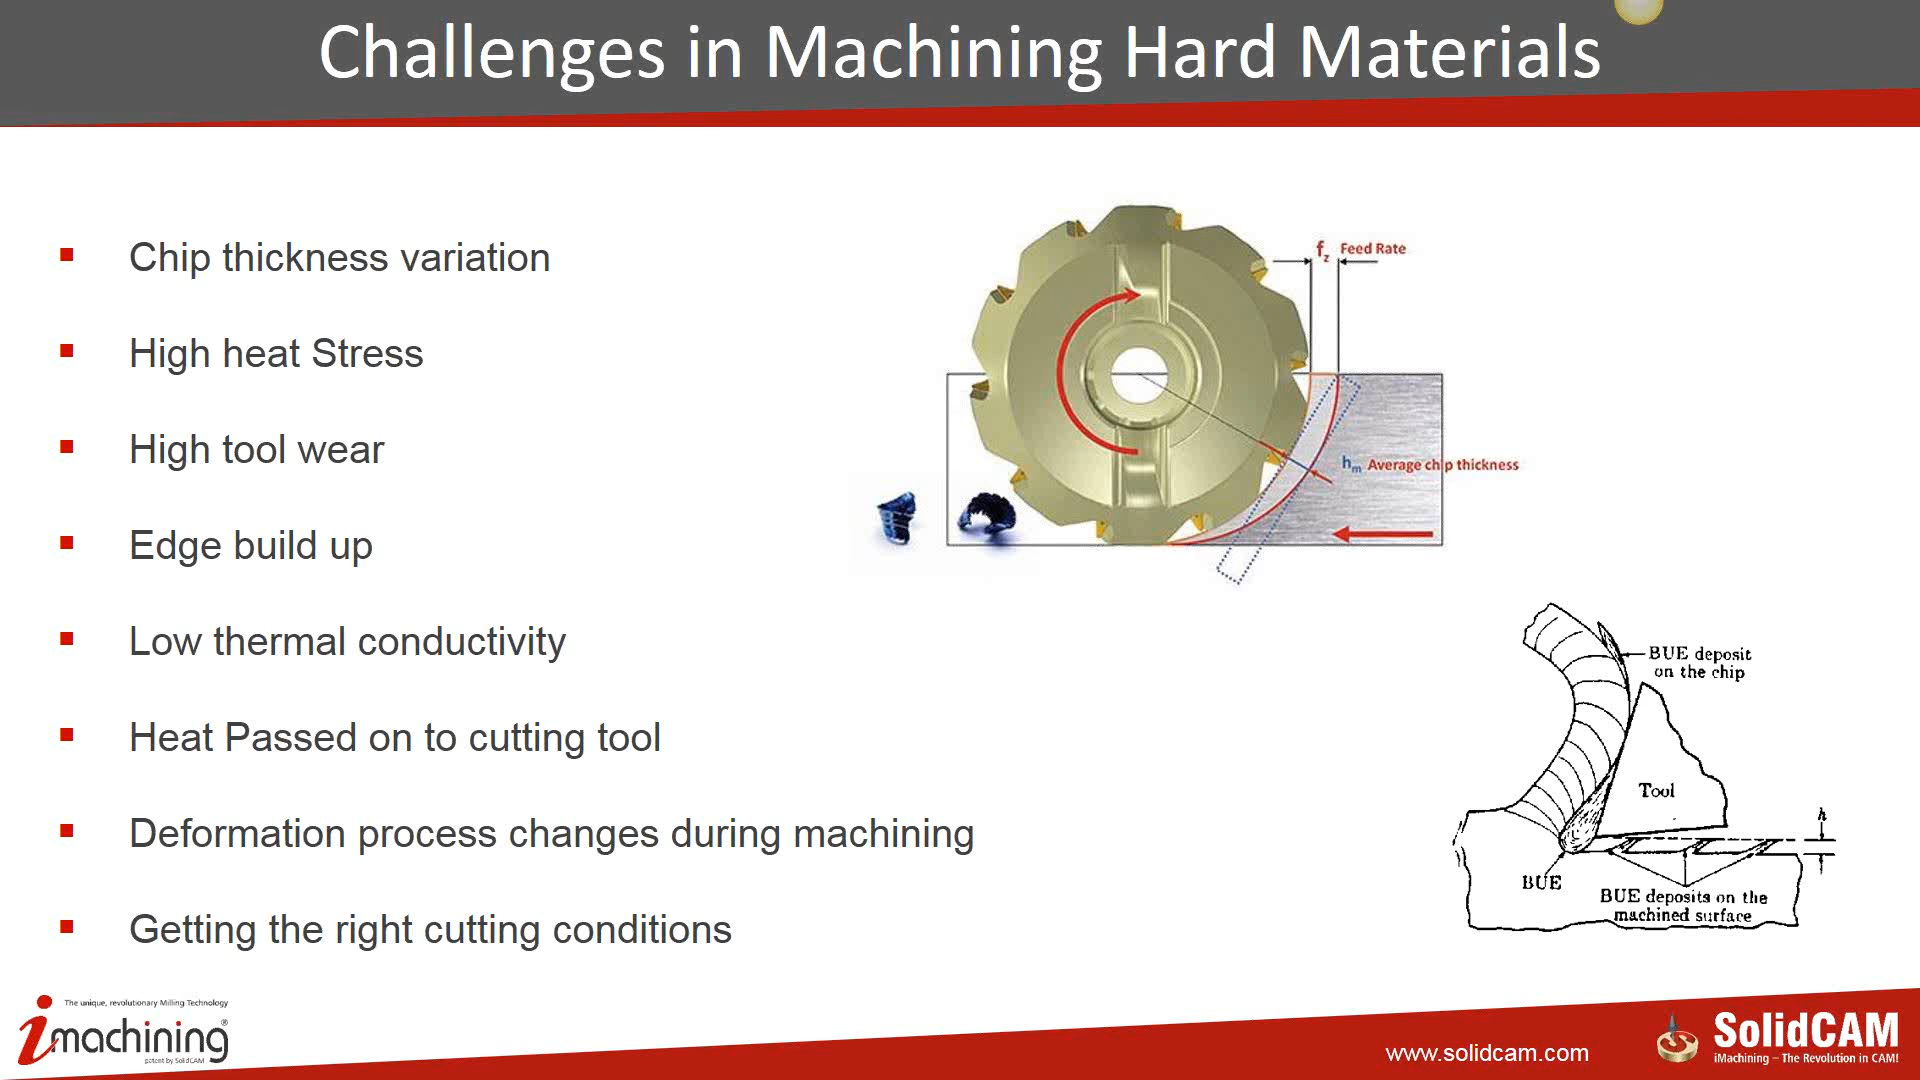 Challenges in Machining Hard Materials
Chip thickness variation
High heat Stress
High tool wear
Edge build up
Low thermal conductivity
Heat Passed on to cutting tool
Deformation process changes during machining
Getting the right cutting conditions
fz Feed Rate
hm Average chip thickness
BUE deposit
on the chip
Tool
h
BUE
BUE deposits on the
machined surface
The unique, revolutionary Milling Technology
imachining®
patent by SolidCAM
www.solidcam.com
SolidCAM
iMachining – The Revolution in CAM!